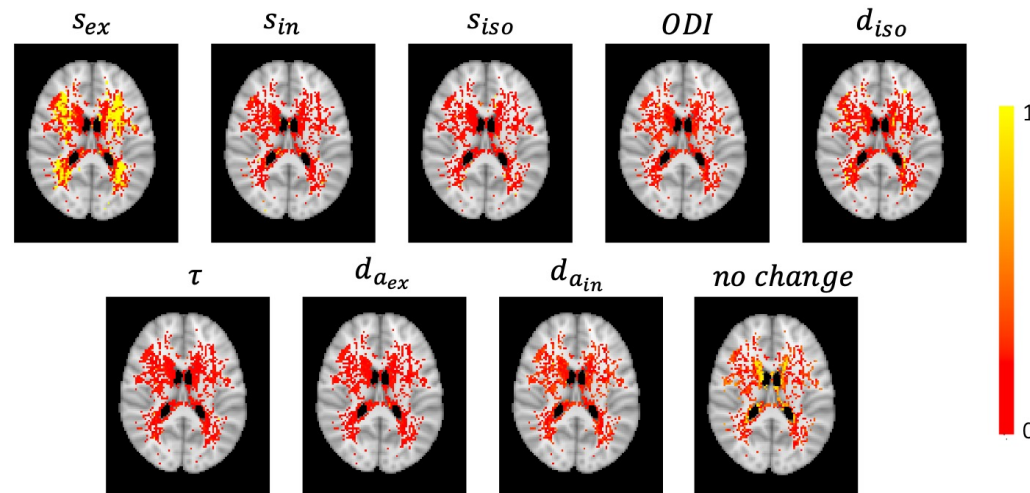 s_ex s_in s_iso ODI d_iso
1
τ d_a_ex d_a_in no change
0